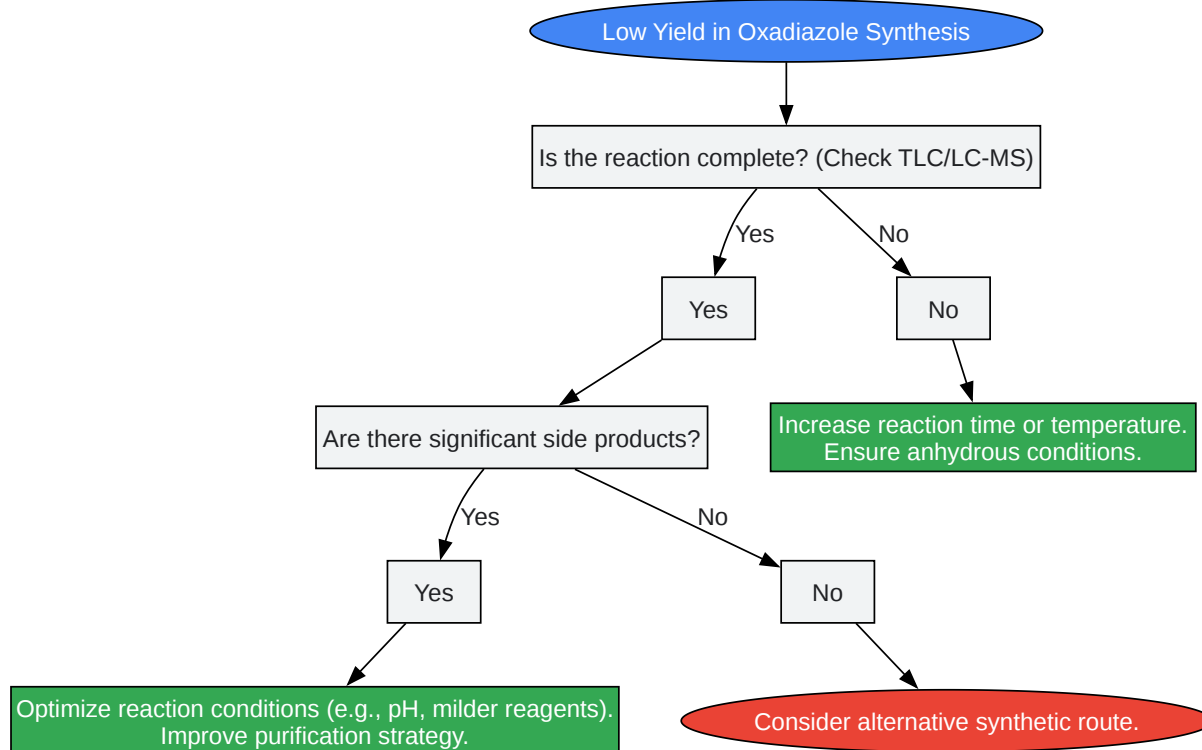 Low Yield in Oxadiazole Synthesis
Is the reaction complete? (Check TLC/LC-MS)
Yes
No
Yes
No
Increase reaction time or temperature.
Ensure anhydrous conditions.
Are there significant side products?
Yes
No
Yes
No
Optimize reaction conditions (e.g., pH, milder reagents).
Improve purification strategy.
Consider alternative synthetic route.